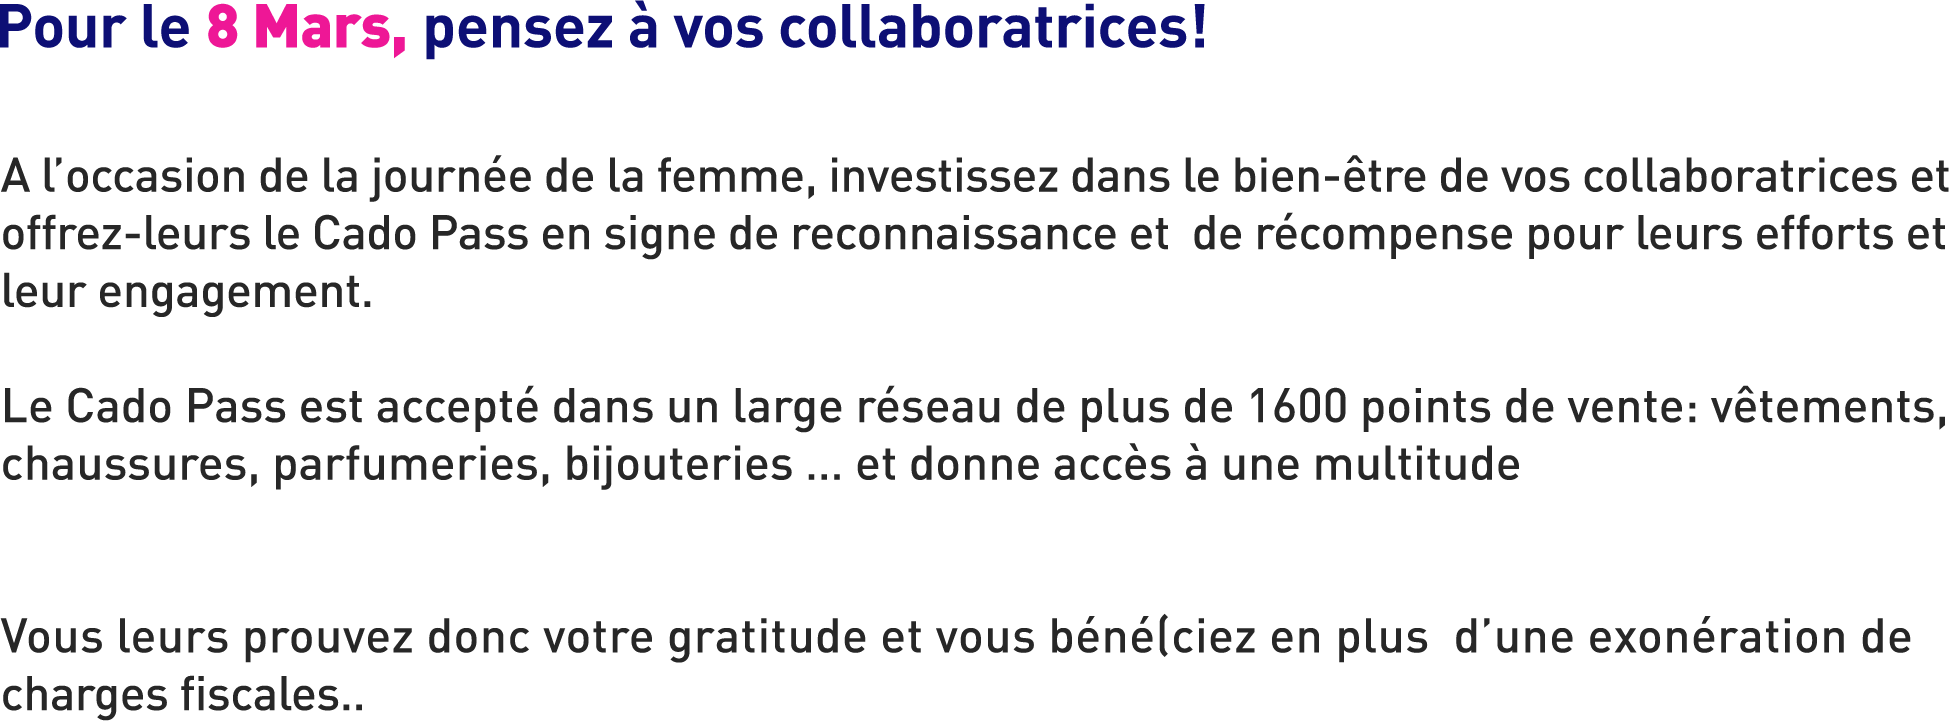 Pour le 8 Mars, pensez à vos collaboratrices!
A l’occasion de la journée de la femme, investissez dans le bien-être de vos collaboratrices et
offrez-leurs le Cado Pass en signe de reconnaissance et  de récompense pour leurs efforts et
leur engagement.
Le Cado Pass est accepté dans un large réseau de plus de 1600 points de vente: vêtements,
chaussures, parfumeries, bijouteries ... et donne accès à une multitude
Vous leurs prouvez donc votre gratitude et vous béné(ciez en plus  d’une exonération de
charges fiscales..